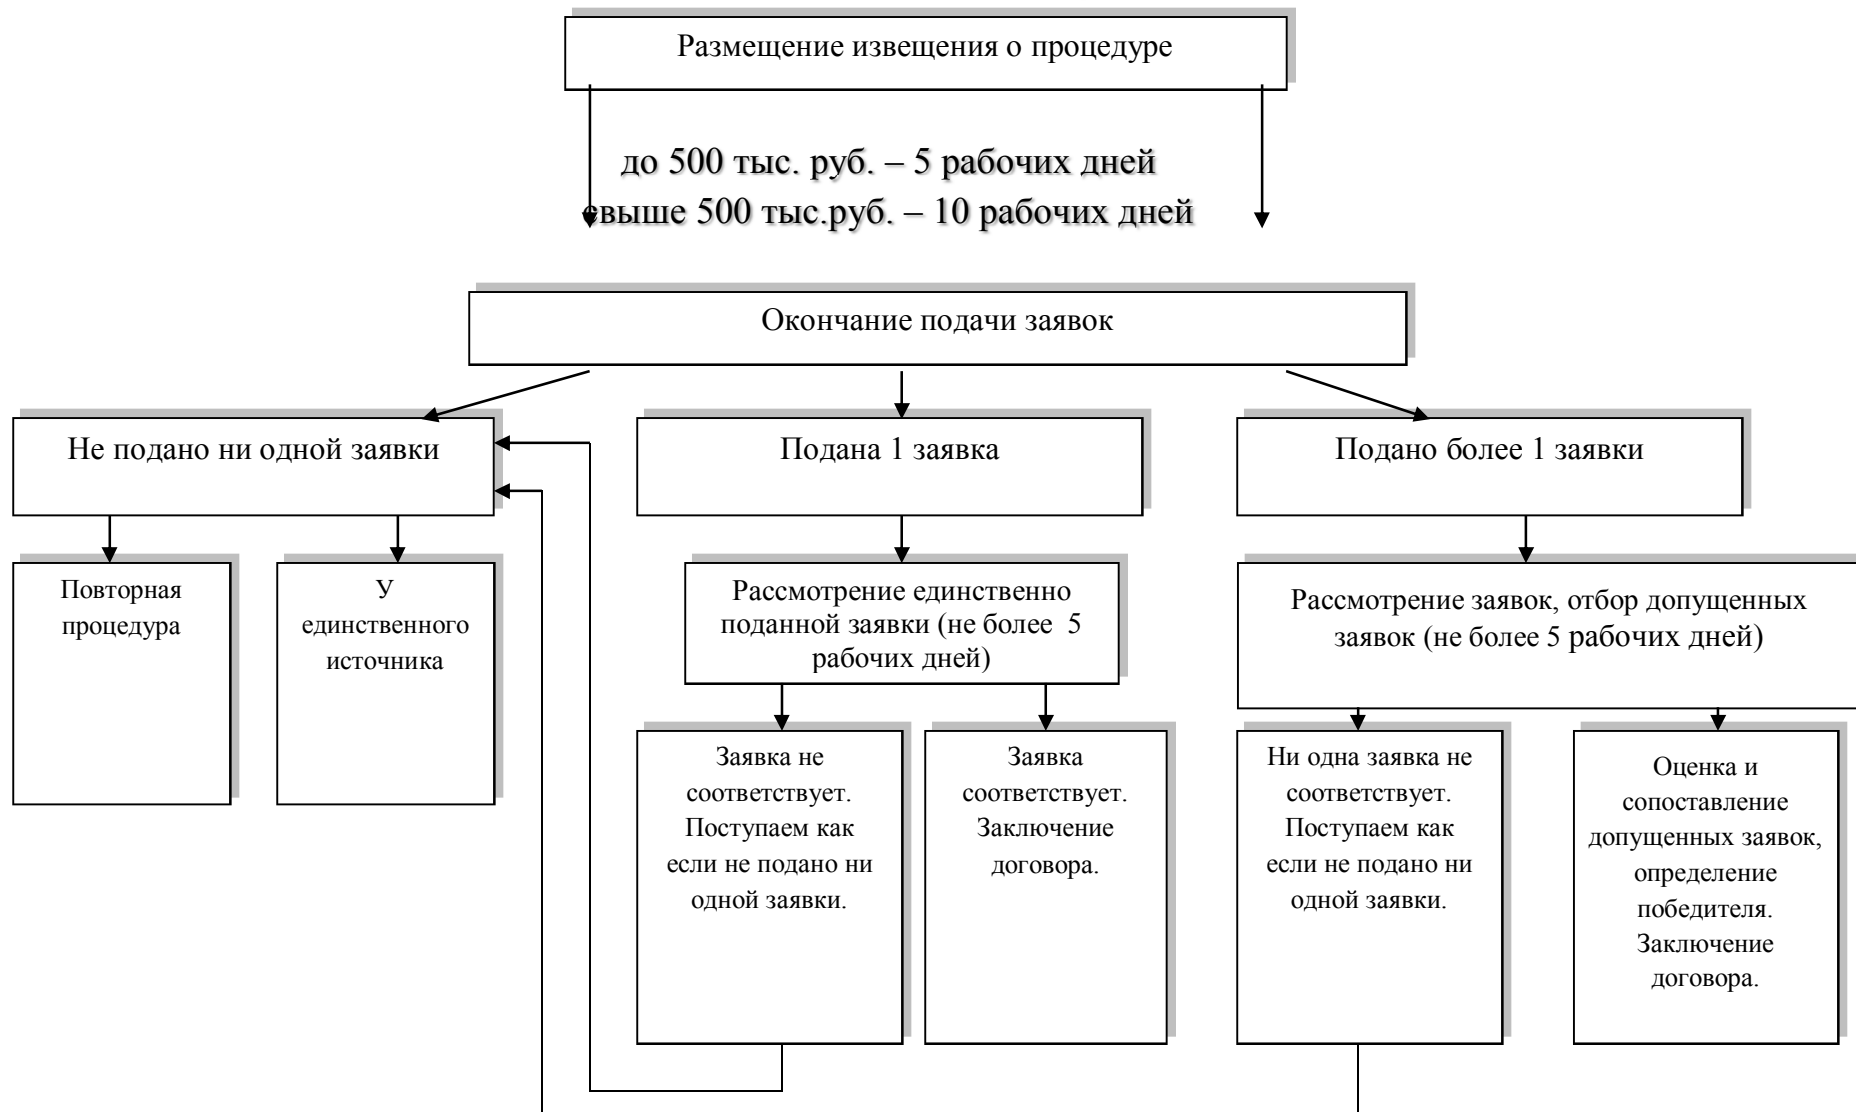 Размещение извещения о процедуре
до 500 тыс. руб. – 5 рабочих дней
свыше 500 тыс.руб. – 10 рабочих дней
Окончание подачи заявок
Не подано ни одной заявки
Подана 1 заявка
Подано более 1 заявки
Повторная
процедура
У
единственного
источника
Рассмотрение единственно
поданной заявки (не более 5
рабочих дней)
Рассмотрение заявок, отбор допущенных
заявок (не более 5 рабочих дней)
Заявка не
соответствует.
Поступаем как
если не подано ни
одной заявки.
Заявка
соответствует.
Заключение
договора.
Ни одна заявка не
соответствует.
Поступаем как
если не подано ни
одной заявки.
Оценка и
сопоставление
допущенных заявок,
определение
победителя.
Заключение
договора.